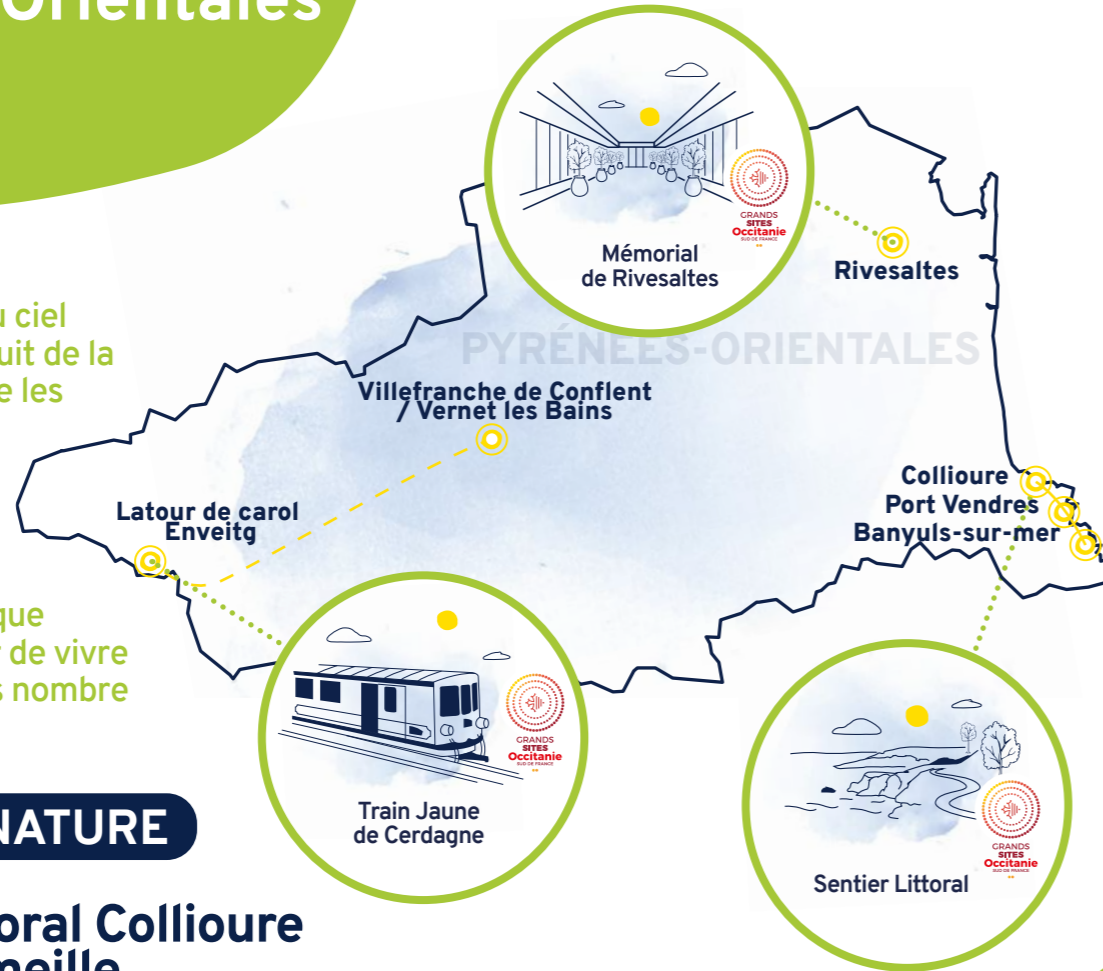 Orientales
u ciel
uit de la
e les
que
r de vivre
s nombre
NATURE
oral Collioure
meille
PYRÉNÉES-ORIENTALES
Mémorial
de Rivesaltes
GRANDS
SITES
Occitanie
SUD DE FRANCE
Rivesaltes
Villefranche de Conflent
/ Vernet les Bains
Latour de carol
Enveitg
Collioure
Port Vendres
Banyuls-sur-mer
Train Jaune
de Cerdagne
GRANDS
SITES
Occitanie
SUD DE FRANCE
Sentier Littoral
GRANDS
SITES
Occitanie
SUD DE FRANCE